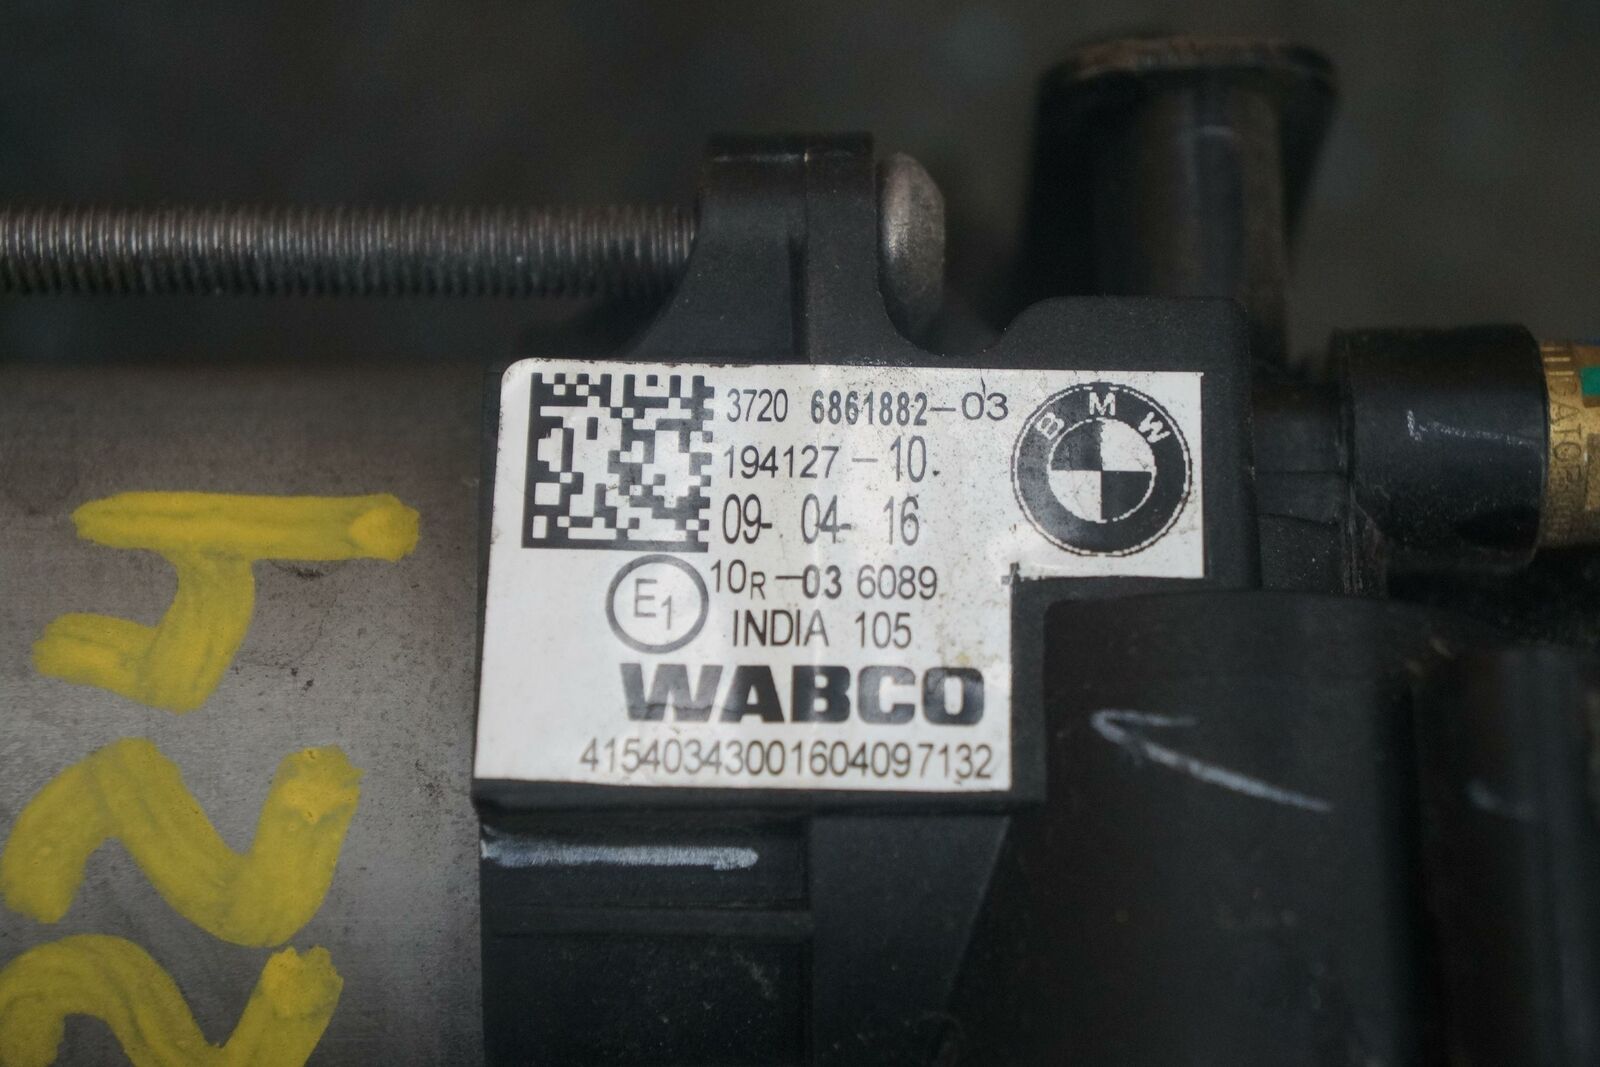 3720 6861882-03
BMW
194127-10.
09-04-16
E1
10R-03 6089
INDIA 105
WABCO
41540343001604097132